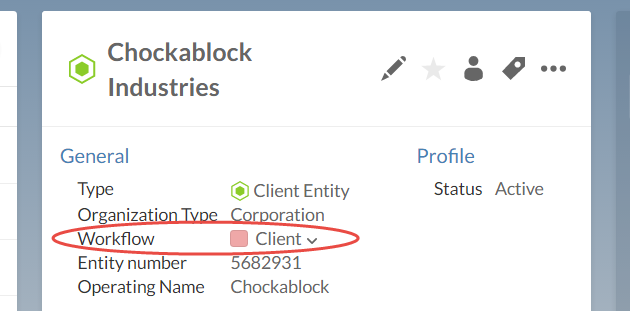 Chockablock
Industries
General
Type Client Entity
Organization Type Corporation
Workflow Client
Entity number 5682931
Operating Name Chockablock
Profile
Status Active